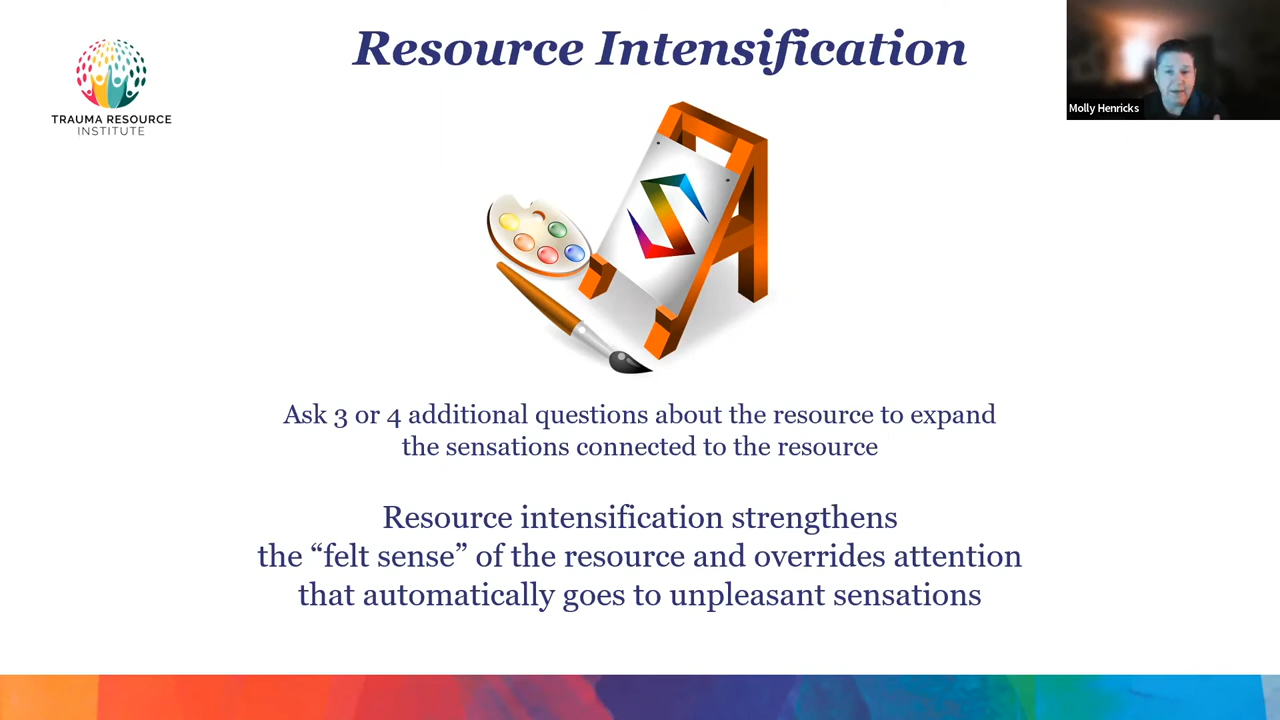 Resource Intensification
TRAUMA RESOURCE
INSTITUTE
Molly Henricks
Ask 3 or 4 additional questions about the resource to expand
the sensations connected to the resource
Resource intensification strengthens
the “felt sense” of the resource and overrides attention
that automatically goes to unpleasant sensations